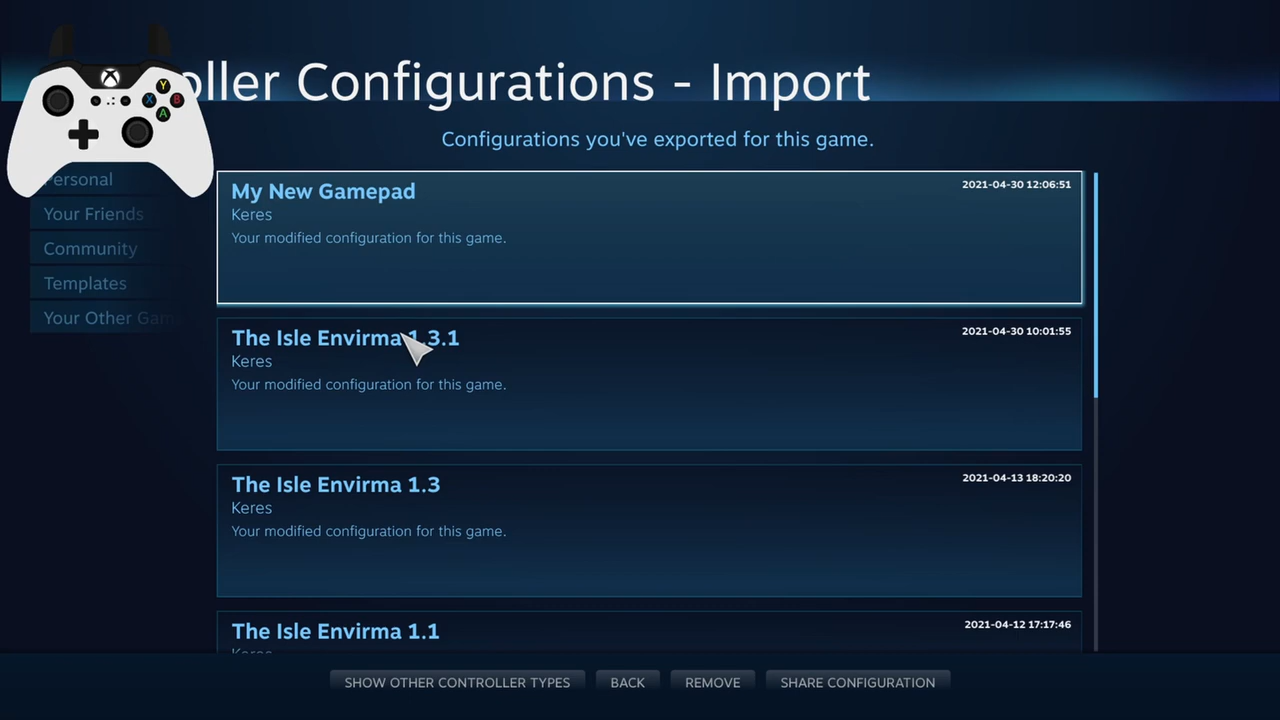 oller Configurations - Import
Configurations you've exported for this game.
Personal
Your Friends
Community
Templates
Your Other Gam
My New Gamepad
2021-04-30 12:06:51
Keres
Your modified configuration for this game.
The Isle Envirma 1.3.1
2021-04-30 10:01:55
Keres
Your modified configuration for this game.
The Isle Envirma 1.3
2021-04-13 18:20:20
Keres
Your modified configuration for this game.
The Isle Envirma 1.1
2021-04-12 17:17:46
Keres
SHOW OTHER CONTROLLER TYPES
BACK
REMOVE
SHARE CONFIGURATION
Y
X
B
A